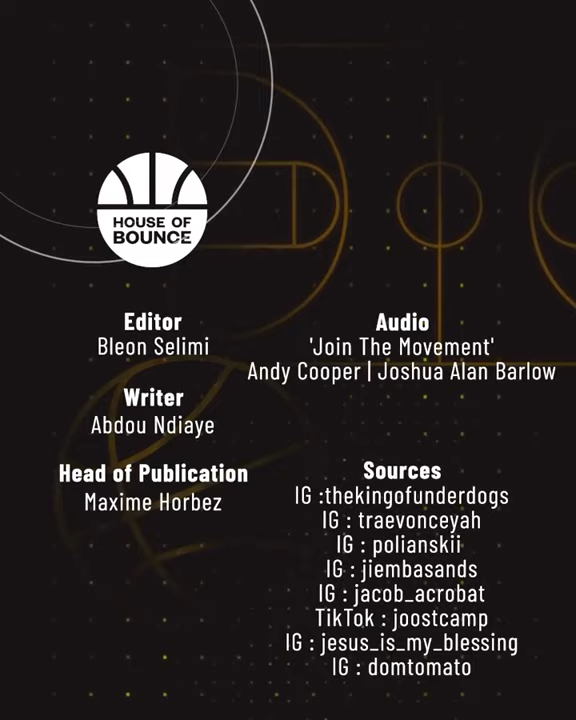 HOUSE OF
BOUNCE
Editor
Bleon Selimi
Writer
Abdou Ndiaye
Head of Publication
Maxime Horbez
Audio
'Join The Movement'
Andy Cooper | Joshua Alan Barlow
Sources
IG :thekingofunderdogs
IG : traevonceyah
IG : polianskii
IG : jiembasands
IG : jacob_acrobat
TikTok : joostcamp
IG : jesus_is_my_blessing
IG : domtomato